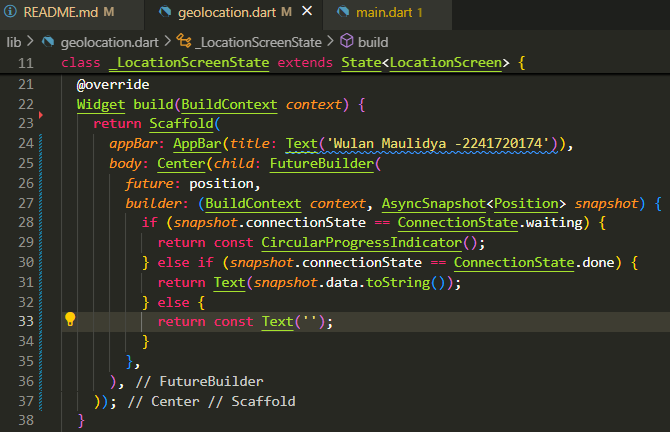 README.md M geolocation.dart M main.dart 1
lib > geolocation.dart > _LocationScreenState > build
11 class _LocationScreenState extends State<LocationScreen> {
21 @override
22 Widget build(BuildContext context) {
23 return Scaffold(
24 appBar: AppBar(title: Text('Wulan Maulidya -2241720174')),
25 body: Center(child: FutureBuilder(
26 future: position,
27 builder: (BuildContext context, AsyncSnapshot<Position> snapshot) {
28 if (snapshot.connectionState == ConnectionState.waiting) {
29 return const CircularProgressIndicator();
30 } else if (snapshot.connectionState == ConnectionState.done) {
31 return Text(snapshot.data.toString());
32 } else {
33 return const Text('');
34 }
35 },
36 ), // FutureBuilder
37 )); // Center // Scaffold
38 }